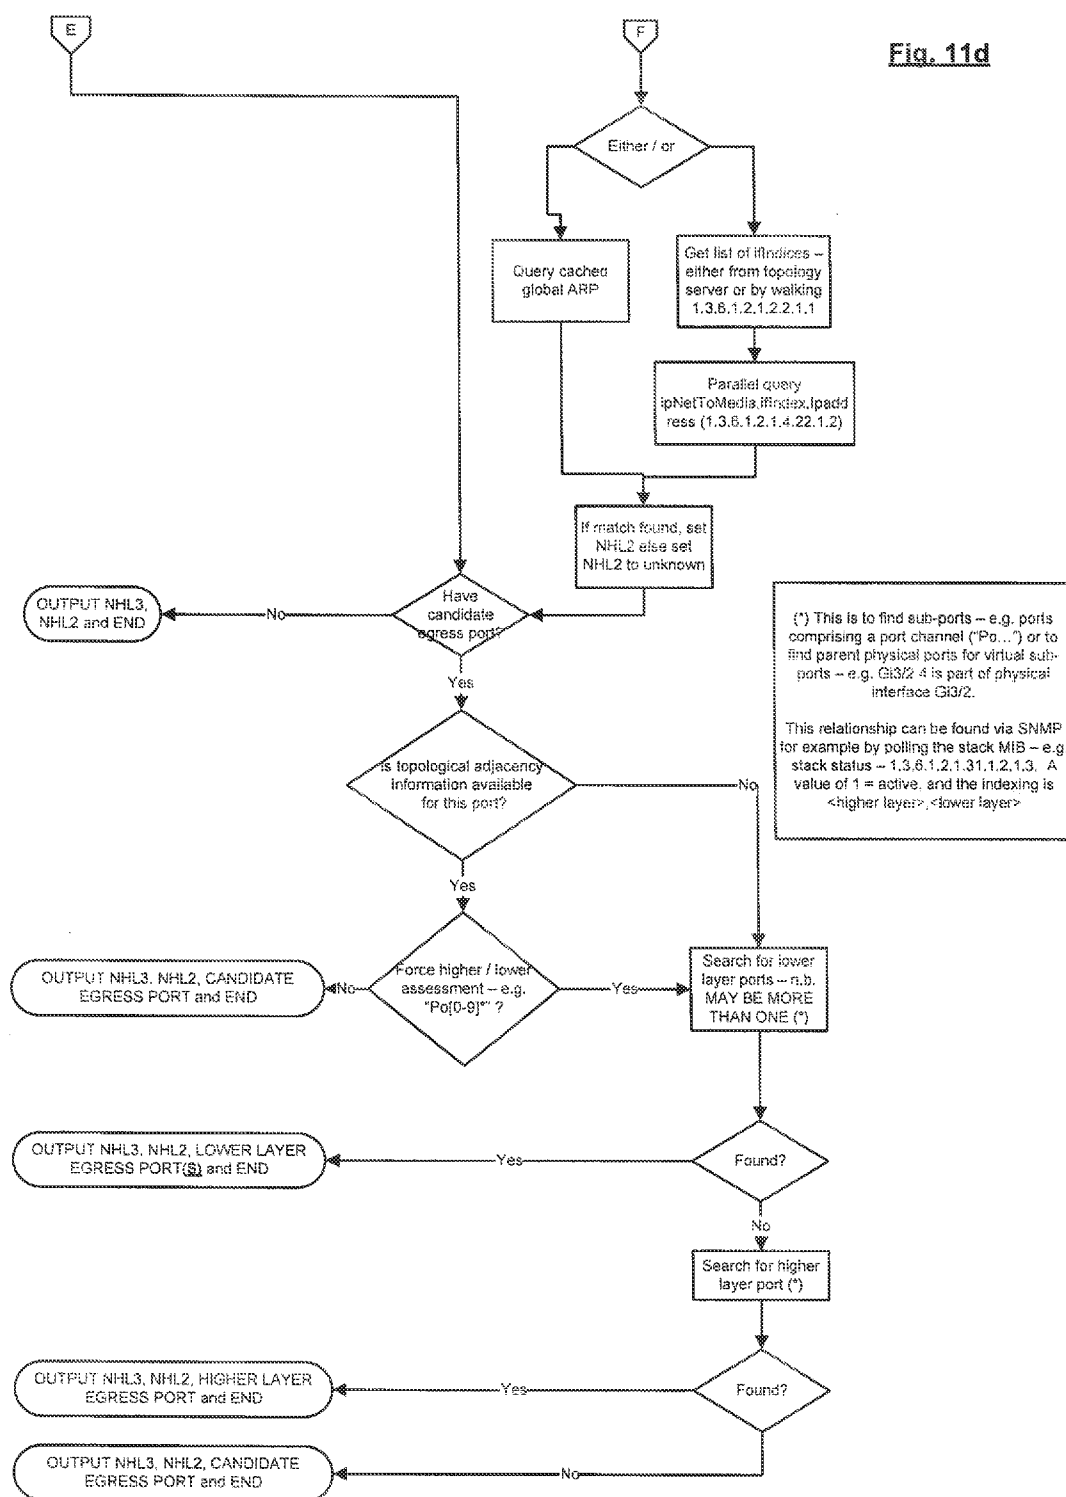 E
F
Fig. 11d
Either / or
Query cached
global ARP
Get list of ifIndices –
either from topology
server or by walking
1.3.6.1.2.1.2.2.1.1
Parallel query
ipNetToMedia.ifIndex.Ipadd
ress (1.3.6.1.2.1.4.22.1.2)
If match found, set
NHL2 else set
NHL2 to unknown
Have
candidate
egress port?
No
OUTPUT NHL3,
NHL2 and END
Yes
(*) This is to find sub-ports – e.g. ports
comprising a port channel ("Po...") or to
find parent physical ports for virtual sub-
ports – e.g. Gi3/2.4 is part of physical
interface Gi3/2.
This relationship can be found via SNMP
for example by polling the stack MIB – e.g
stack status – 1.3.6.1.2.1.31.1.2.1.3. A
value of 1 = active, and the indexing is
<higher layer>.<lower layer>
Is topological adjacency
information available
for this port?
No
Yes
Force higher / lower
assessment – e.g.
"Po[0-9]*" ?
No
OUTPUT NHL3, NHL2, CANDIDATE
EGRESS PORT and END
Yes
Search for lower
layer ports – n.b.
MAY BE MORE
THAN ONE (*)
Found?
Yes
OUTPUT NHL3, NHL2, LOWER LAYER
EGRESS PORT(S) and END
No
Search for higher
layer port (*)
Found?
Yes
OUTPUT NHL3, NHL2, HIGHER LAYER
EGRESS PORT and END
No
OUTPUT NHL3, NHL2, CANDIDATE
EGRESS PORT and END